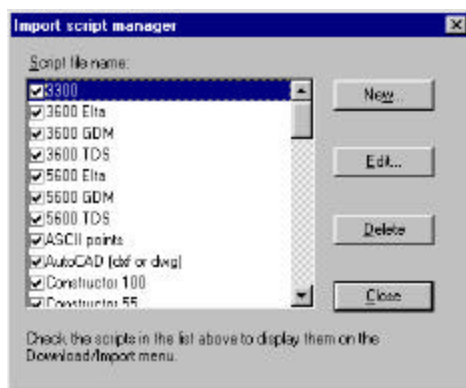 Import script manager
Script file name:
3300
3600 Elta
3600 GDM
3600 TDS
5600 Elta
5600 GDM
5600 TDS
ASCII points
AutoCAD (dxf or dwg)
Constructor 100
Constructor 55
New...
Edit...
Delete
Close
Check the scripts in the list above to display them on the
Download/Import menu.